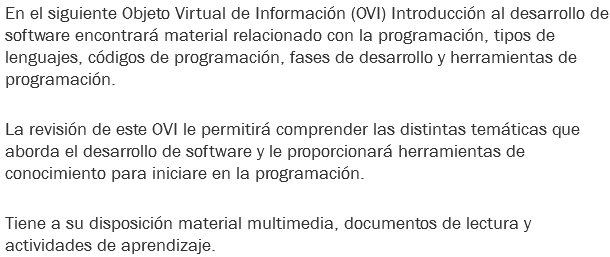 En el siguiente Objeto Virtual de Información (OVI) Introducción al desarrollo de
software encontrará material relacionado con la programación, tipos de
lenguajes, códigos de programación, fases de desarrollo y herramientas de
programación.
La revisión de este OVI le permitirá comprender las distintas temáticas que
aborda el desarrollo de software y le proporcionará herramientas de
conocimiento para iniciare en la programación.
Tiene a su disposición material multimedia, documentos de lectura y
actividades de aprendizaje.